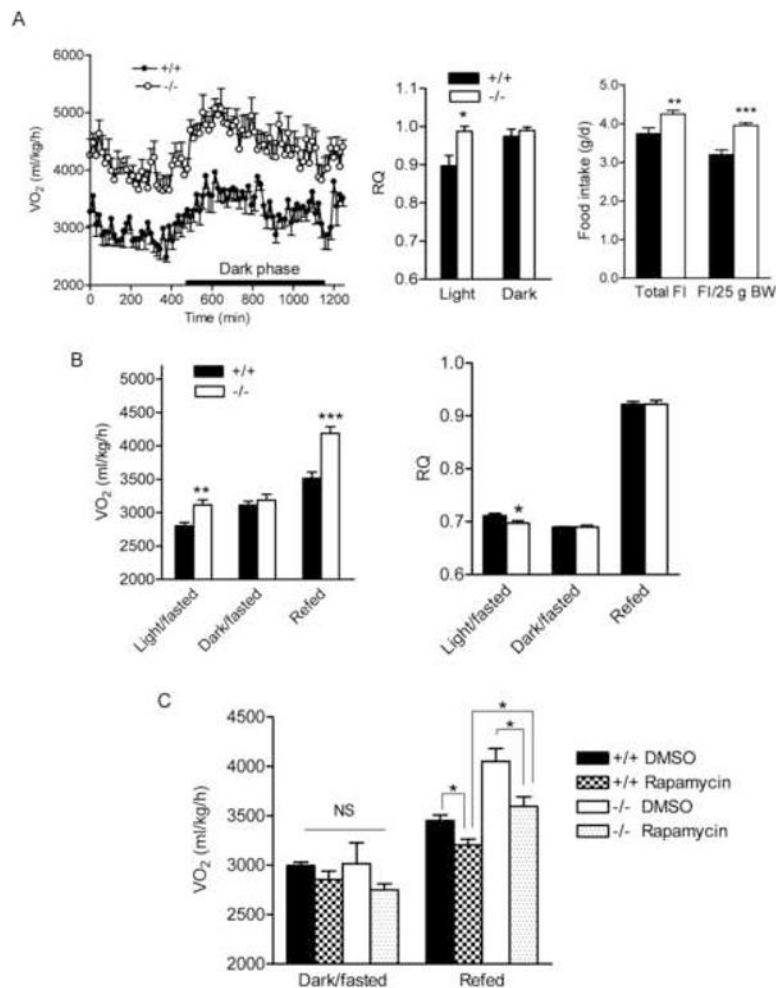 A
6000
5000
4000
3000
2000
VO2 (ml/kg/h)
+/+
-/-
Dark phase
0 200 400 600 800 1000 1200
Time (min)
+/+
-/-
1.1
1.0
0.9
0.8
0.7
0.6
RQ
*
Light Dark
5.0
4.0
3.0
2.0
1.0
0.0
Food intake (g/d)
** ***
Total FI FI/25 g BW
B
5000
4500
4000
3500
3000
2500
2000
VO2 (ml/kg/h)
+/+
-/-
** ***
Light/fasted Dark/fasted Refed
1.0
0.9
0.8
0.7
0.6
RQ
*
Light/fasted Dark/fasted Refed
C
4500
4000
3500
3000
2500
2000
VO2 (ml/kg/h)
NS
*
*
*
Dark/fasted Refed
+/+ DMSO
+/+ Rapamycin
-/- DMSO
-/- Rapamycin